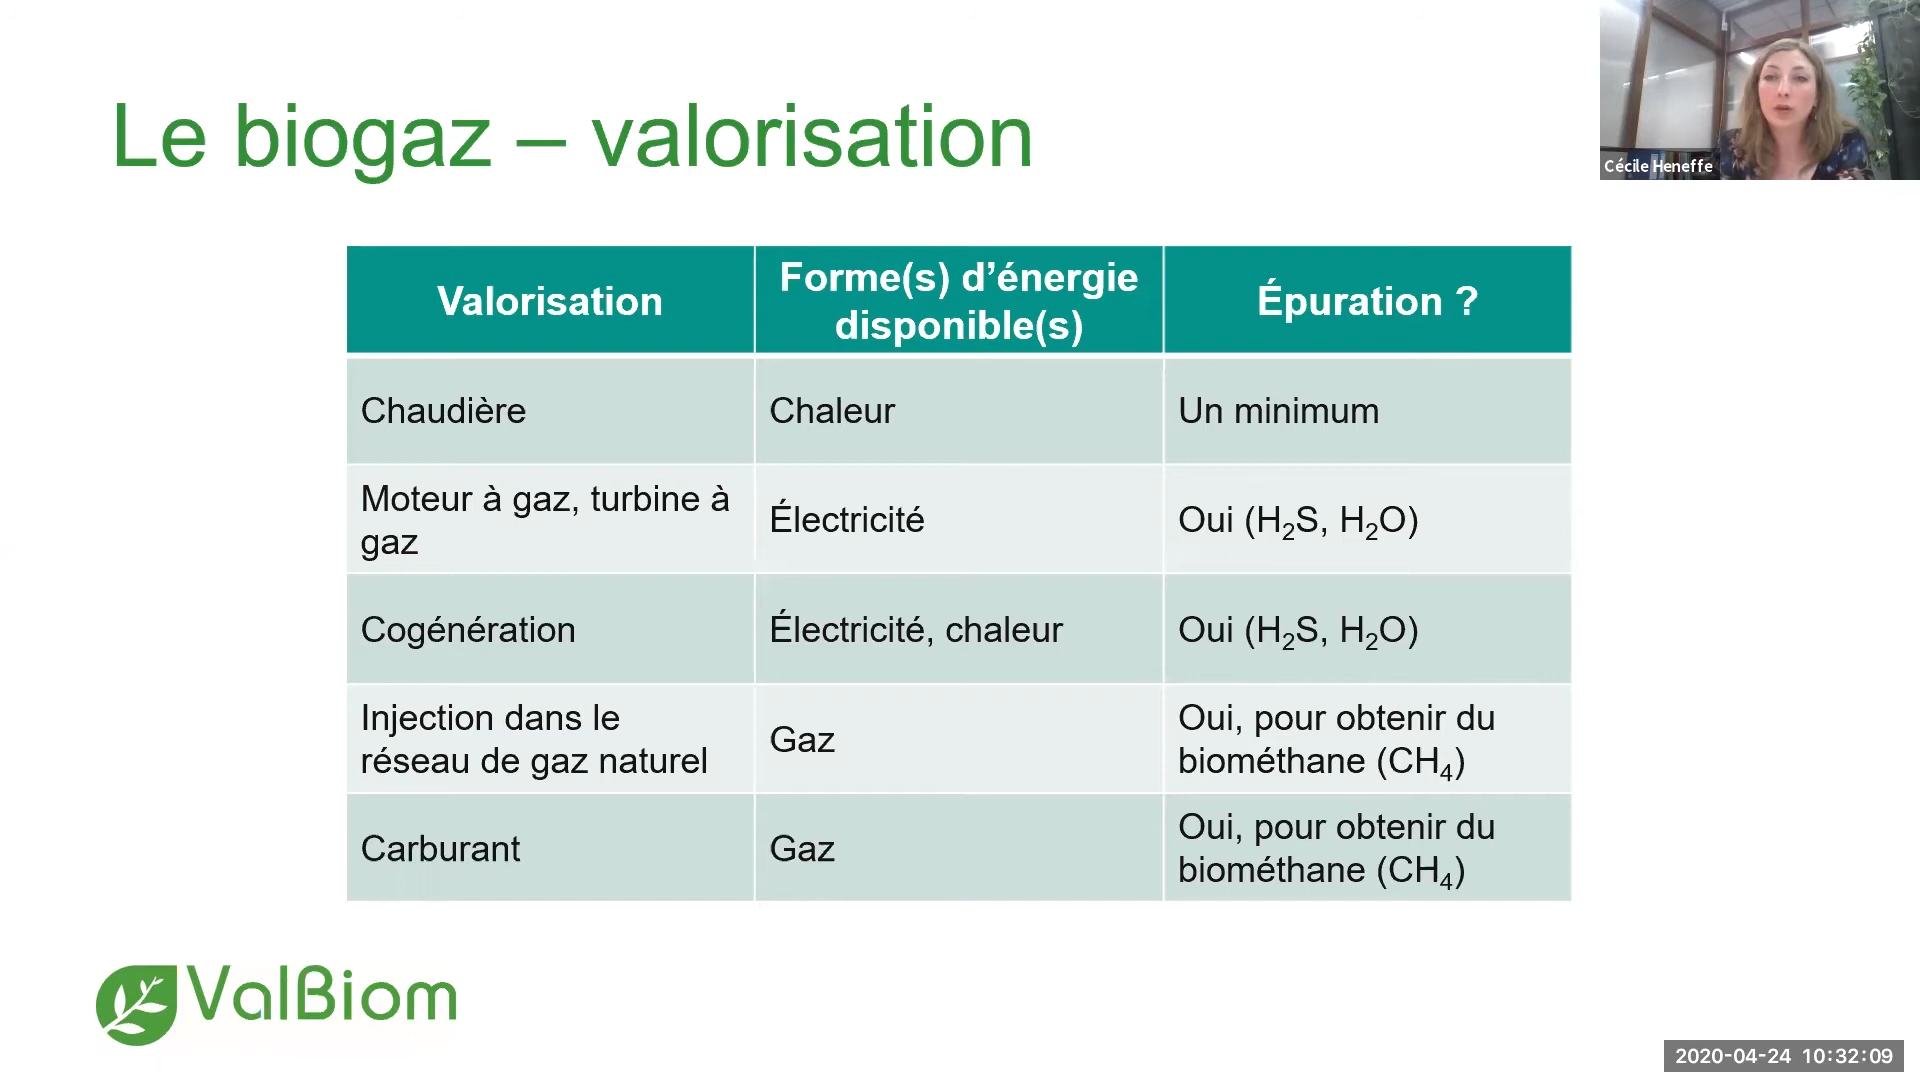 Le biogaz – valorisation
Cécile Heneffe
Valorisation
Forme(s) d’énergie
disponible(s)
Épuration ?
Chaudière
Chaleur
Un minimum
Moteur à gaz, turbine à
gaz
Électricité
Oui (H₂S, H₂O)
Cogénération
Électricité, chaleur
Oui (H₂S, H₂O)
Injection dans le
réseau de gaz naturel
Gaz
Oui, pour obtenir du
biométhane (CH₄)
Carburant
Gaz
Oui, pour obtenir du
biométhane (CH₄)
ValBiom
2020-04-24 10:32:09